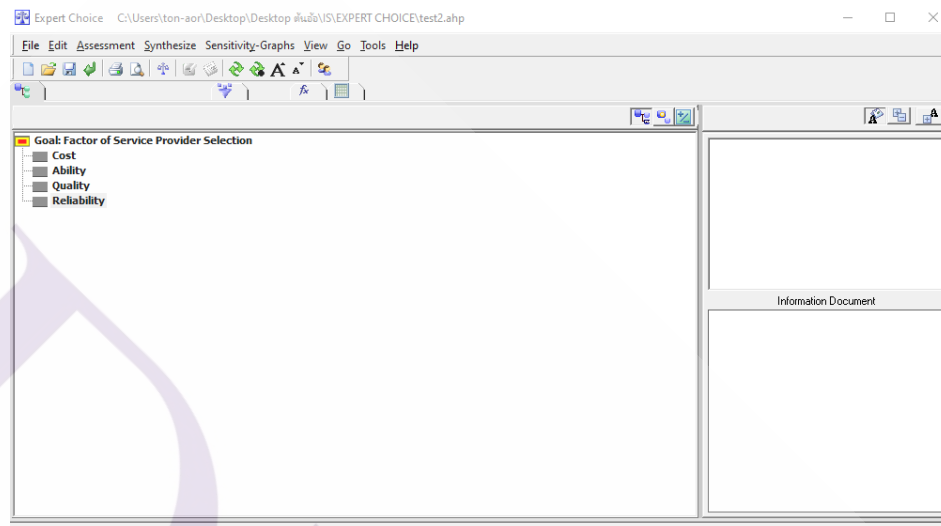 Expert Choice C:\Users\ton-aor\Desktop\Desktop ต้นอ้อ\IS\EXPERT CHOICE\test2.ahp
File Edit Assessment Synthesize Sensitivity-Graphs View Go Tools Help
Goal: Factor of Service Provider Selection
Cost
Ability
Quality
Reliability
Information Document